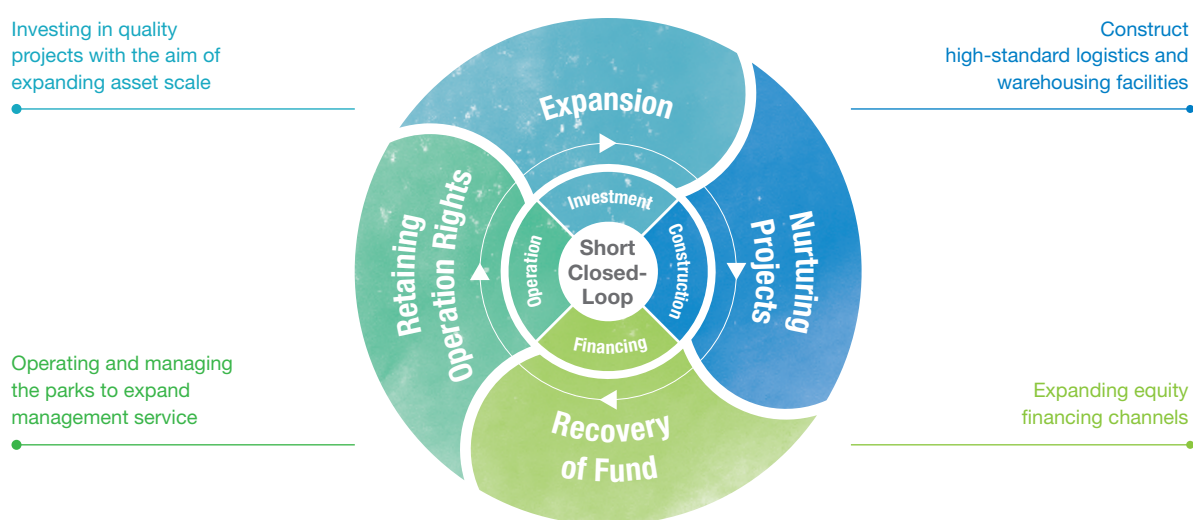 Investing in quality
projects with the aim of
expanding asset scale
Construct
high-standard logistics and
warehousing facilities
Expansion
Investment
Nurturing
Projects
Construction
Short
Closed-
Loop
Retaining
Operation Rights
Operation
Financing
Recovery
of Fund
Operating and managing
the parks to expand
management service
Expanding equity
financing channels